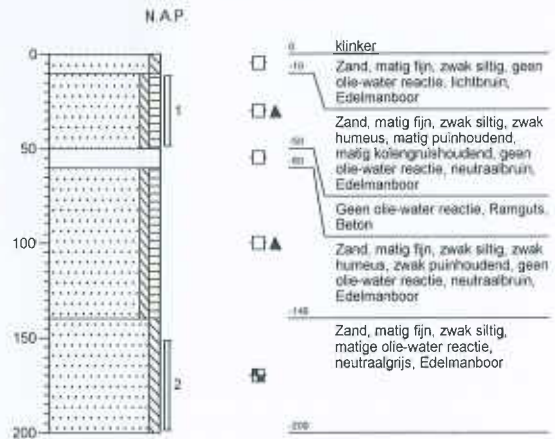 N.A.P.
0
50
100
150
200
1
2
0
klinker
-10
Zand, matig fijn, zwak siltig, geen
olie-water reactie, lichtbruin,
Edelmanboor
Zand, matig fijn, zwak siltig, zwak
humeus, matig puinhoudend,
matig kolengruishoudend, geen
olie-water reactie, neutraalbruin,
Edelmanboor
-50
-60
Geen olie-water reactie, Ramguts,
Beton
Zand, matig fijn, zwak siltig, zwak
humeus, zwak puinhoudend, geen
olie-water reactie, neutraalbruin,
Edelmanboor
-140
Zand, matig fijn, zwak siltig,
matige olie-water reactie,
neutraalgrijs, Edelmanboor
-200